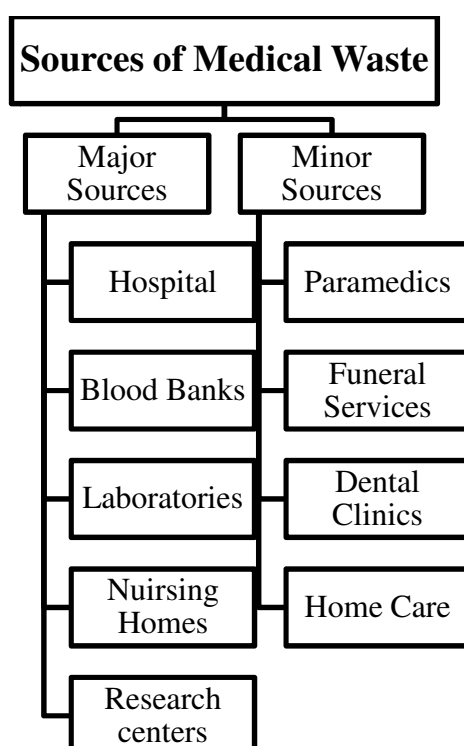 Sources of Medical Waste
Major
Sources
Minor
Sources
Hospital
Paramedics
Blood Banks
Funeral
Services
Laboratories
Dental
Clinics
Nuirsing
Homes
Home Care
Research
centers